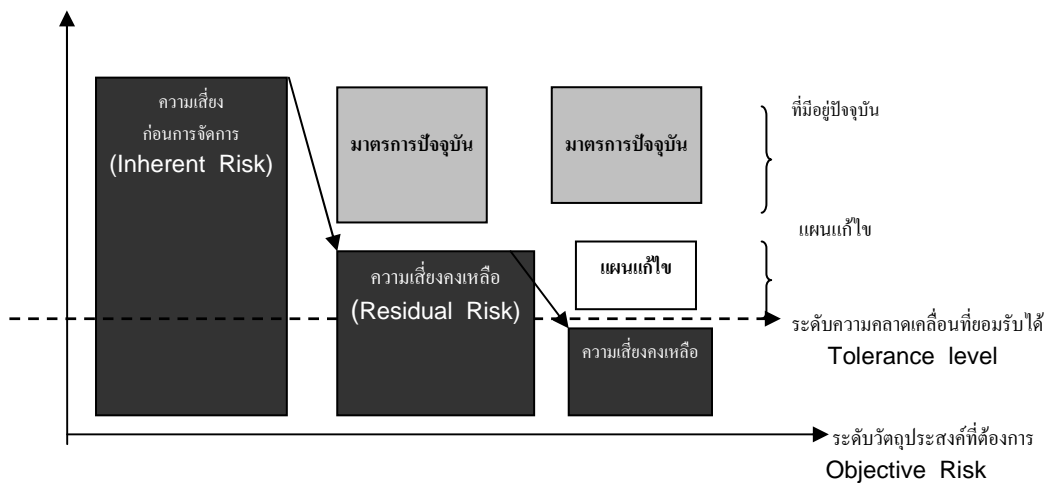 ความเสี่ยง
ก่อนการจัดการ
(Inherent Risk)
มาตรการปัจจุบัน
มาตรการปัจจุบัน
ที่มีอยู่ปัจจุบัน
แผนแก้ไข
แผนแก้ไข
ความเสี่ยงคงเหลือ
(Residual Risk)
ระดับความคลาดเคลื่อนที่ยอมรับได้
Tolerance level
ความเสี่ยงคงเหลือ
ระดับวัตถุประสงค์ที่ต้องการ
Objective Risk